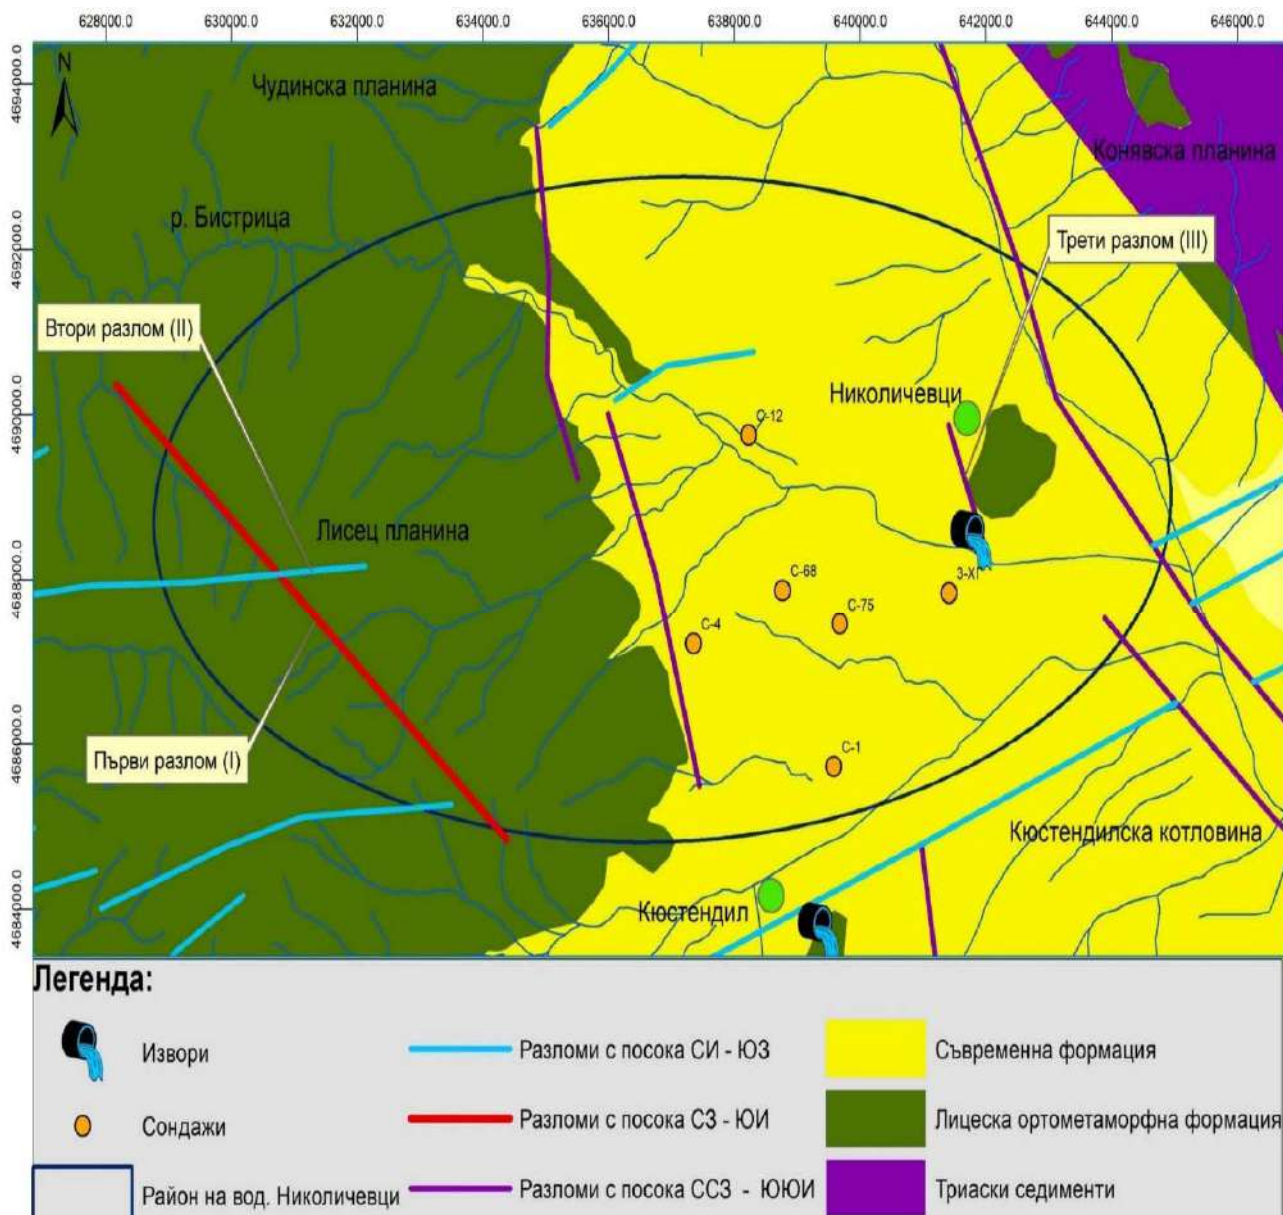 628000.0 630000.0 632000.0 634000.0 636000.0 638000.0 640000.0 642000.0 644000.0 646000.0
4694000.0
4692000.0
4690000.0
4688000.0
4686000.0
4684000.0
N
Чудинска планина
Конявска планина
р. Бистрица
Трети разлом (III)
Втори разлом (II)
Николичевци
С-12
Лисец планина
С-68
З-XГ
С-75
С-4
Първи разлом (I)
С-1
Кюстендилска котловина
Кюстендил
Легенда:
Извори
Разломи с посока СИ - ЮЗ
Съвременна формация
Сондажи
Разломи с посока СЗ - ЮИ
Лицеска ортометаморфна формация
Район на вод. Николичевци
Разломи с посока ССЗ - ЮЮИ
Триаски седименти